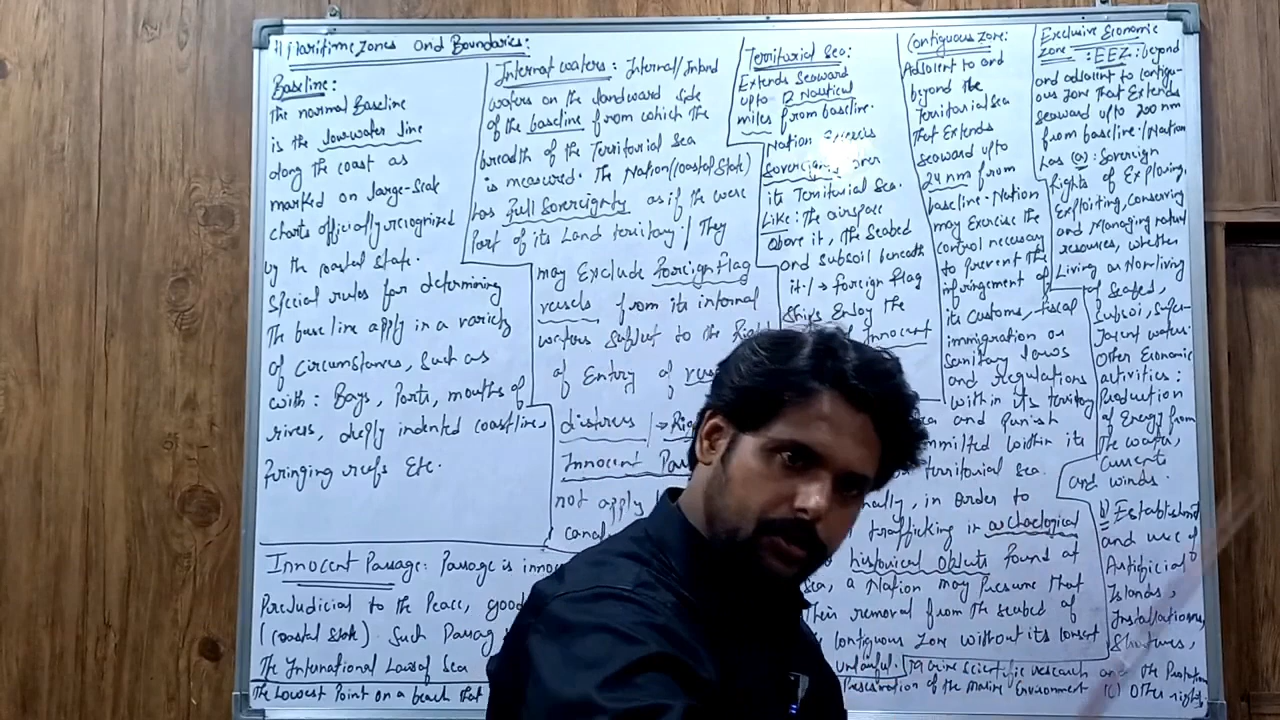 Maritime Zones and Boundaries:
Baseline:
The normal Baseline
is the low water line
along the coast as
marked on large-scale
charts officially recognized
by the coastal state.
Special rules for determining
The base line apply in a variety
of circumstances, such as
with: Bays, Ports, mouths of
rivers, deeply indented coastline,
fringing reefs Etc.
Internal waters: Internal/Inland
waters on the landward side
of the baseline from which the
breadth of the Territorial Sea
is measured. The Nation (coastal State)
has full Sovereignty as if the were
Part of its Land territory./ They
may Exclude Foreign Flag
vessels from its internal
waters subject to the Right
of Entry of
distress / →
Innocent
not apply
canal
Territorial Sea:
Extends Seaward
upto 12 Nautical
miles from baseline.
Nation
Sovereignty over
its Territorial Sea.
Like: The airspace
above it, the Seabed
and subsoil beneath
it./ → foreign flag
Ships Enjoy the
Innocent
Contiguous Zone:
Adjacent to and
beyond the
Territorial Sea
That Extends
seaward upto
24 nm from
baseline. Nation
may Exercise the
control necessary
to prevent the
infringement of
its customs, fiscal
immigration or
Sanitary laws
and regulations
within its territory
and Punish
committed within its
territorial sea.
in order to
trafficking in archaelogical
historical objects found at
sea, a Nation may Presume that
Their removal from the seabed of
Contiguous Zone without its consent
unlawful.
Exclusive Economic
Zone :EEZ: beyond
and adjacent to contigu-
ous zone that Extends
seaward upto 200 nm
from baseline./ Nation
has (a): Sovereign
Rights of Exploring,
Exploiting, Conserving
and Managing natural
resources, whether
Living or Non-living
of Seabed,
Subsoi, Super-
Jacent waters.
Other Economic
activities:
Production
of Energy from
The water,
Currents
and winds.
b) Establishment
and use of
Artificial
Islands,
Installations,
Structures,
Marine scientific research and the Protection
Preservation of the Marine Environment (c) Other rights
Innocent Passage: Passage is
Prejudicial to the Peace, good
(coastal state). Such
The International Law of Sea
The Lowest Point on a beach that